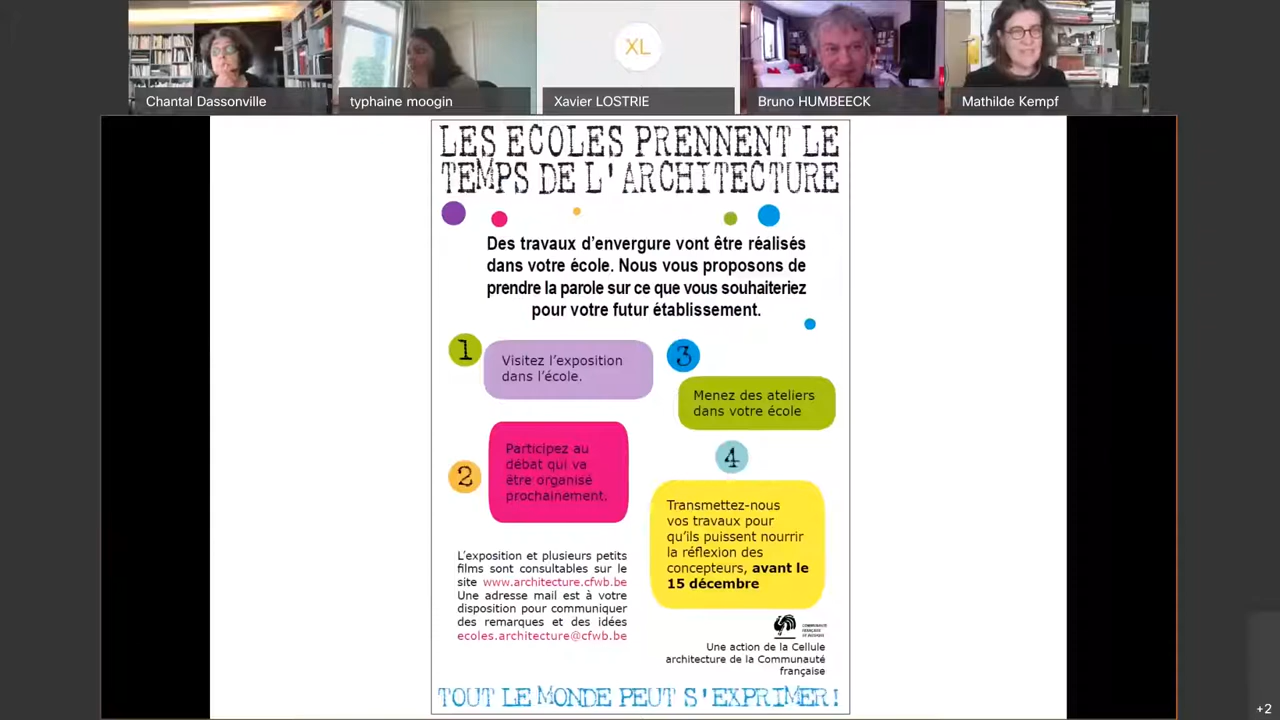 XL
Chantal Dassonville
typhaine moogin
Xavier LOSTRIE
Bruno HUMBEECK
Mathilde Kempf
LES ECOLES PRENNENT LE
TEMPS DE L'ARCHITECTURE
Des travaux d'envergure vont être réalisés
dans votre école. Nous vous proposons de
prendre la parole sur ce que vous souhaiteriez
pour votre futur établissement.
1
Visitez l'exposition
dans l'école.
2
Participez au
débat qui va
être organisé
prochainement.
3
Menez des ateliers
dans votre école
4
Transmettez-nous
vos travaux pour
qu'ils puissent nourrir
la réflexion des
concepteurs, avant le
15 décembre
L'exposition et plusieurs petits
films sont consultables sur le
site www.architecture.cfwb.be
Une adresse mail est à votre
disposition pour communiquer
des remarques et des idées
ecoles.architecture@cfwb.be
Une action de la Cellule
architecture de la Communauté
française
TOUT LE MONDE PEUT S'EXPRIMER!
+2